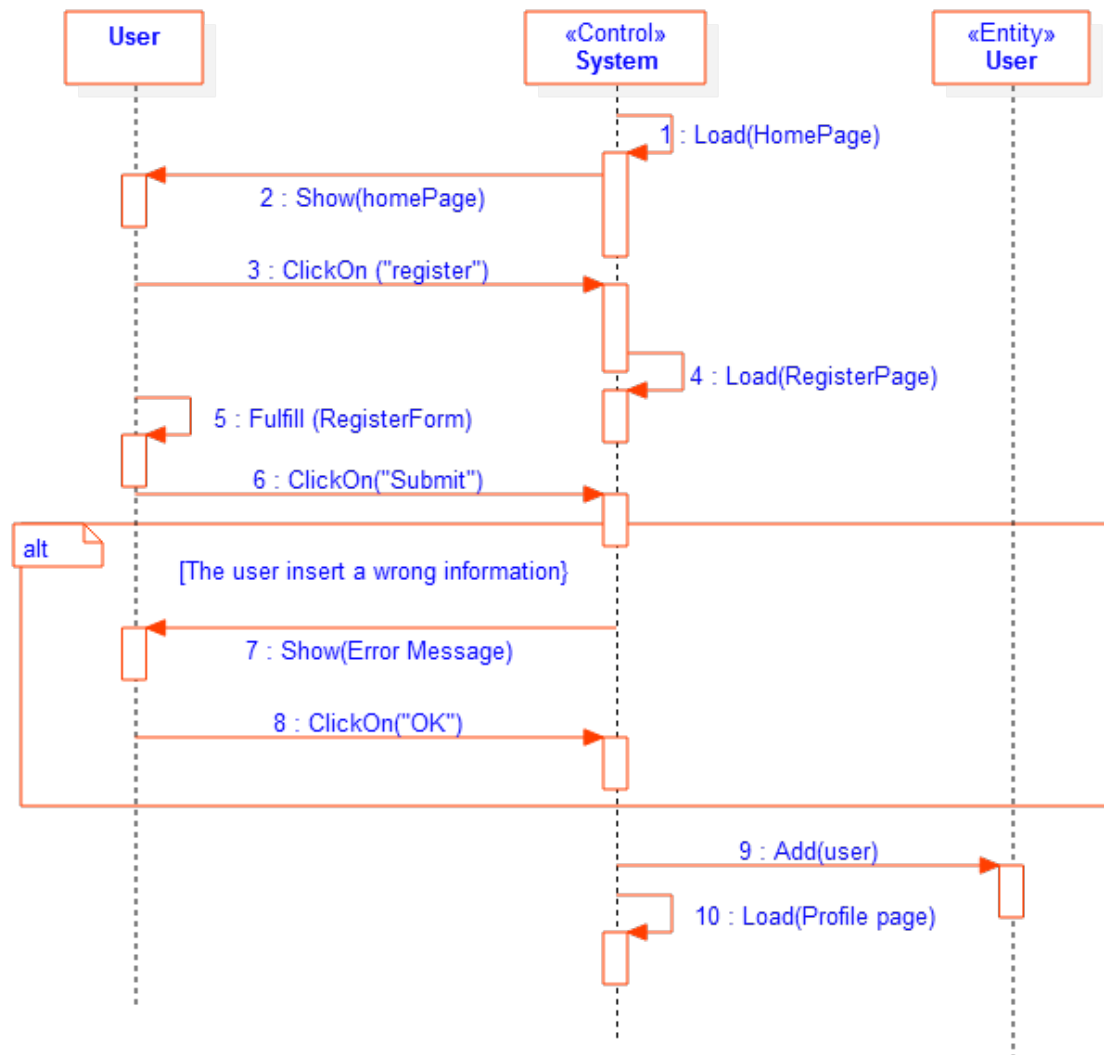 User
«Control»
System
«Entity»
User
1 : Load(HomePage)
2 : Show(homePage)
3 : ClickOn ("register")
4 : Load(RegisterPage)
5 : Fulfill (RegisterForm)
6 : ClickOn("Submit")
alt
[The user insert a wrong information}
7 : Show(Error Message)
8 : ClickOn("OK")
9 : Add(user)
10 : Load(Profile page)